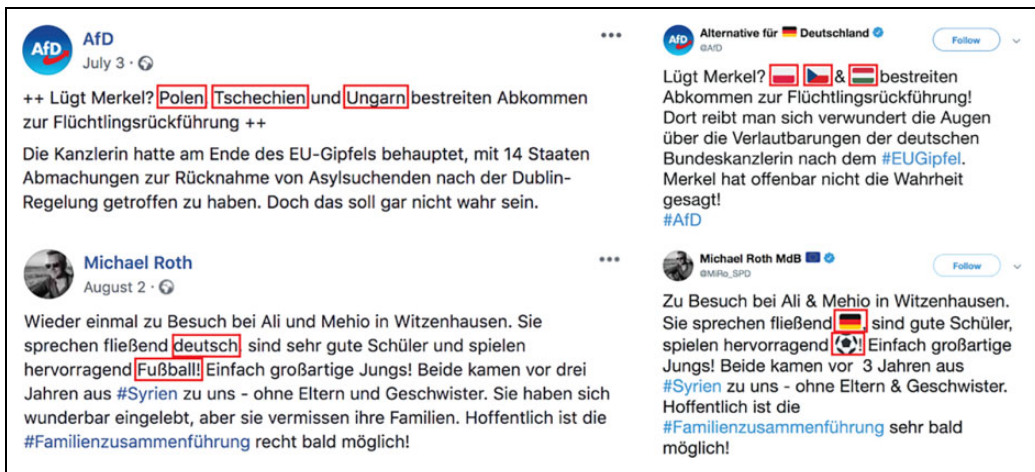 AfD
AfD
July 3 ·
++ Lügt Merkel? Polen, Tschechien und Ungarn bestreiten Abkommen
zur Flüchtlingsrückführung ++
Die Kanzlerin hatte am Ende des EU-Gipfels behauptet, mit 14 Staaten
Abmachungen zur Rücknahme von Asylsuchenden nach der Dublin-
Regelung getroffen zu haben. Doch das soll gar nicht wahr sein.
AfD
Alternative für 🇩🇪 Deutschland
@AfD
Follow
Lügt Merkel? 🇵🇱 🇨🇿 & 🇭🇺 bestreiten
Abkommen zur Flüchtlingsrückführung!
Dort reibt man sich verwundert die Augen
über die Verlautbarungen der deutschen
Bundeskanzlerin nach dem #EUGipfel.
Merkel hat offenbar nicht die Wahrheit
gesagt!
#AfD
Michael Roth
August 2 ·
Wieder einmal zu Besuch bei Ali und Mehio in Witzenhausen. Sie
sprechen fließend deutsch, sind sehr gute Schüler und spielen
hervorragend Fußball! Einfach großartige Jungs! Beide kamen vor drei
Jahren aus #Syrien zu uns - ohne Eltern und Geschwister. Sie haben sich
wunderbar eingelebt, aber sie vermissen ihre Familien. Hoffentlich ist die
#Familienzusammenführung recht bald möglich!
Michael Roth MdB 🇪🇺
@MiRo_SPD
Follow
Zu Besuch bei Ali & Mehio in Witzenhausen.
Sie sprechen fließend 🇩🇪, sind gute Schüler,
spielen hervorragend ⚽! Einfach großartige
Jungs! Beide kamen vor 3 Jahren aus
#Syrien zu uns - ohne Eltern & Geschwister.
Hoffentlich ist die
#Familienzusammenführung sehr bald
möglich!